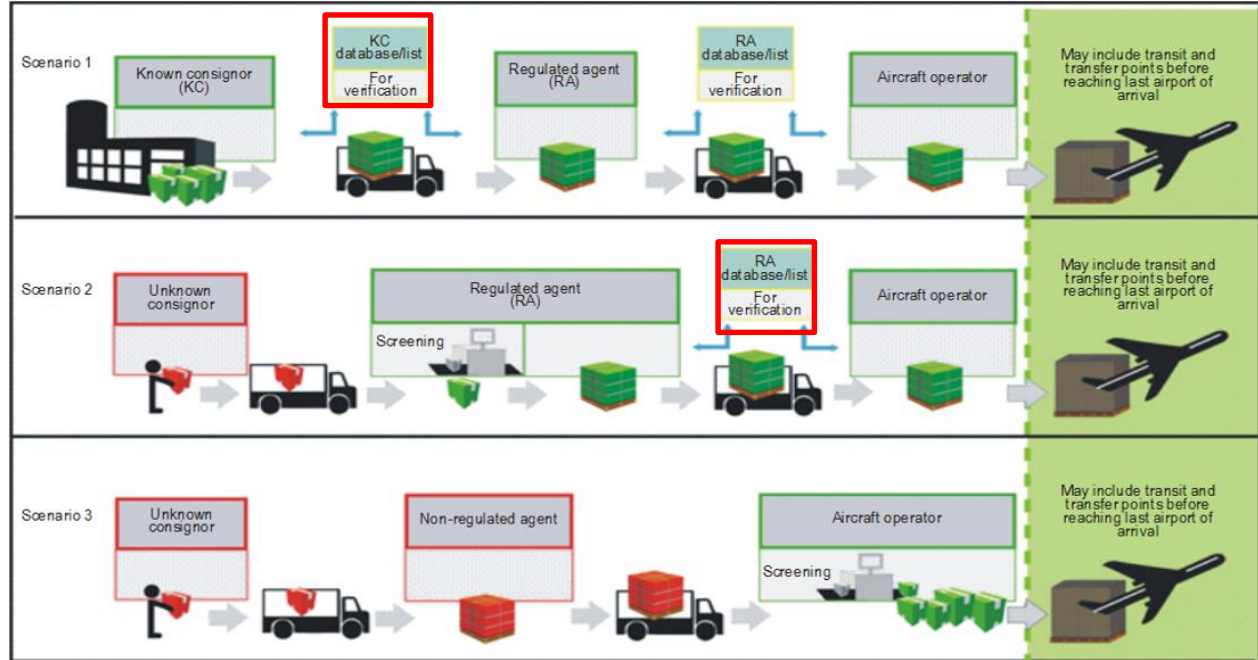 Scenario 1
Known consignor
(KC)
KC
database/list
For
verification
Regulated agent
(RA)
RA
database/list
For
verification
Aircraft operator
May include transit and
transfer points before
reaching last airport of
arrival
Scenario 2
Unknown
consignor
Regulated agent
(RA)
Screening
RA
database/list
For
verification
Aircraft operator
May include transit and
transfer points before
reaching last airport of
arrival
Scenario 3
Unknown
consignor
Non-regulated agent
Aircraft operator
Screening
May include transit and
transfer points before
reaching last airport of
arrival